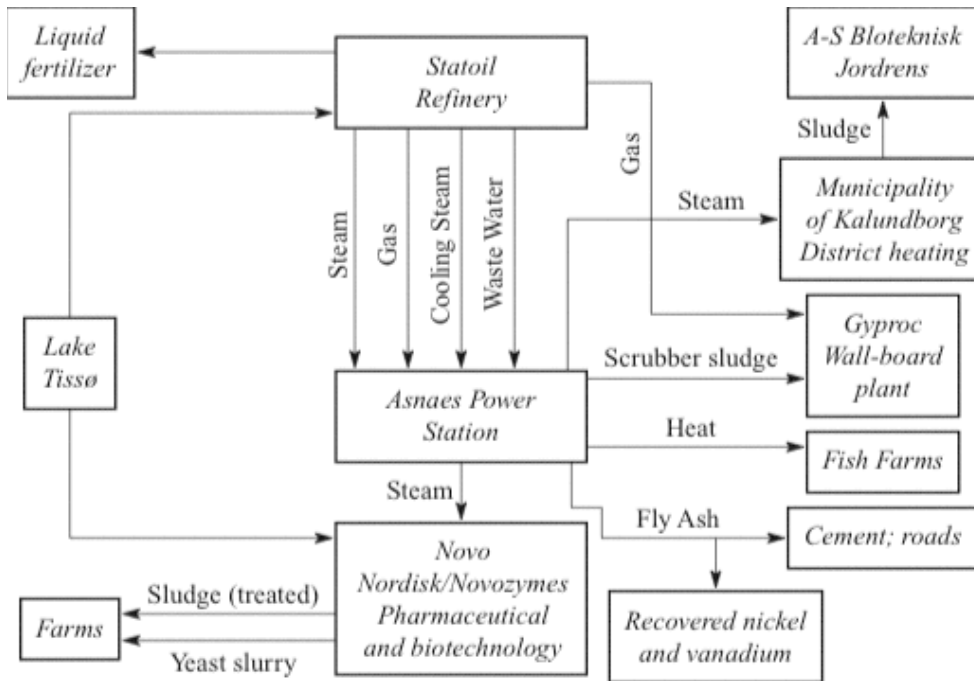 Liquid
fertilizer
Statoil
Refinery
A-S Bloteknisk
Jordrens
Sludge
Gas
Steam
Municipality
of Kalundborg
District heating
Steam
Gas
Cooling Steam
Waste Water
Lake
Tissø
Gyproc
Wall-board
plant
Scrubber sludge
Asnaes Power
Station
Heat
Fish Farms
Steam
Fly Ash
Cement; roads
Novo
Nordisk/Novozymes
Pharmaceutical
and biotechnology
Sludge (treated)
Farms
Yeast slurry
Recovered nickel
and vanadium